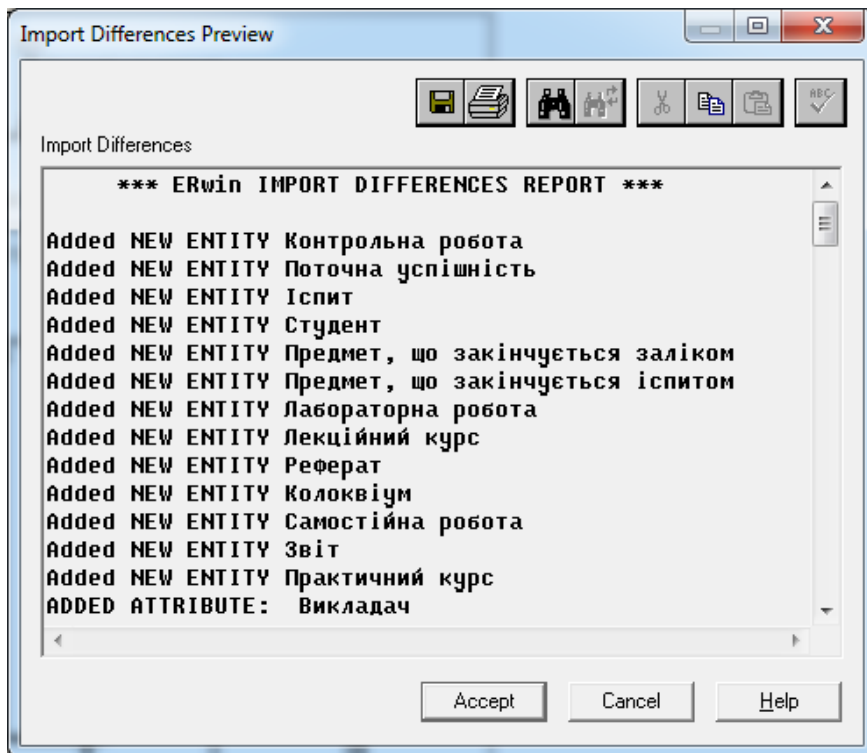 Import Differences Preview
ABC
Import Differences
*** ERwin IMPORT DIFFERENCES REPORT ***
Added NEW ENTITY Контрольна робота
Added NEW ENTITY Поточна успішність
Added NEW ENTITY Іспит
Added NEW ENTITY Студент
Added NEW ENTITY Предмет, що закінчується заліком
Added NEW ENTITY Предмет, що закінчується іспитом
Added NEW ENTITY Лабораторна робота
Added NEW ENTITY Лекційний курс
Added NEW ENTITY Реферат
Added NEW ENTITY Колоквіум
Added NEW ENTITY Самостійна робота
Added NEW ENTITY Звіт
Added NEW ENTITY Практичний курс
ADDED ATTRIBUTE: Викладач
Accept Cancel Help